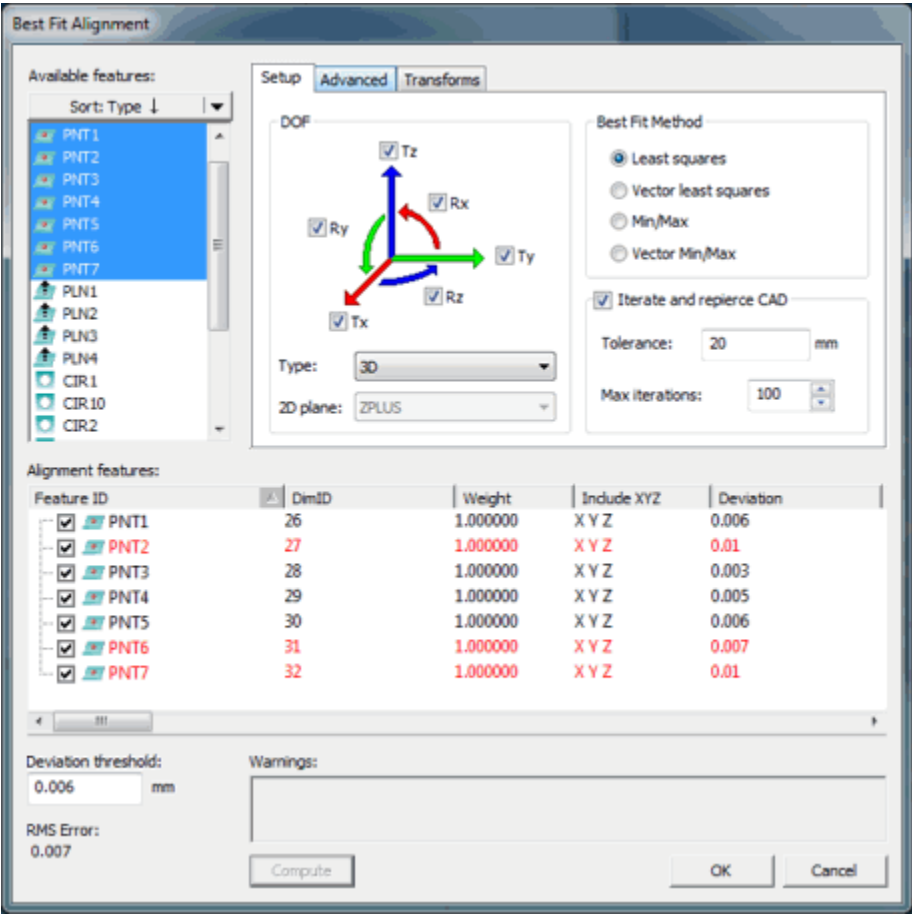 Best Fit Alignment
Available features:
Sort: Type ↓
PNT1
PNT2
PNT3
PNT4
PNT5
PNT6
PNT7
PLN1
PLN2
PLN3
PLN4
CIR1
CIR10
CIR2
Setup Advanced Transforms
DOF
Tz
Rx
Ry
Ty
Rz
Tx
Type: 3D
2D plane: ZPLUS
Best Fit Method
Least squares
Vector least squares
Min/Max
Vector Min/Max
Iterate and repierce CAD
Tolerance: 20 mm
Max iterations: 100
Alignment features:
Feature ID DimID Weight Include XYZ Deviation
PNT1 26 1.000000 X Y Z 0.006
PNT2 27 1.000000 X Y Z 0.01
PNT3 28 1.000000 X Y Z 0.003
PNT4 29 1.000000 X Y Z 0.005
PNT5 30 1.000000 X Y Z 0.006
PNT6 31 1.000000 X Y Z 0.007
PNT7 32 1.000000 X Y Z 0.01
Deviation threshold:
0.006 mm
RMS Error:
0.007
Warnings:
Compute OK Cancel